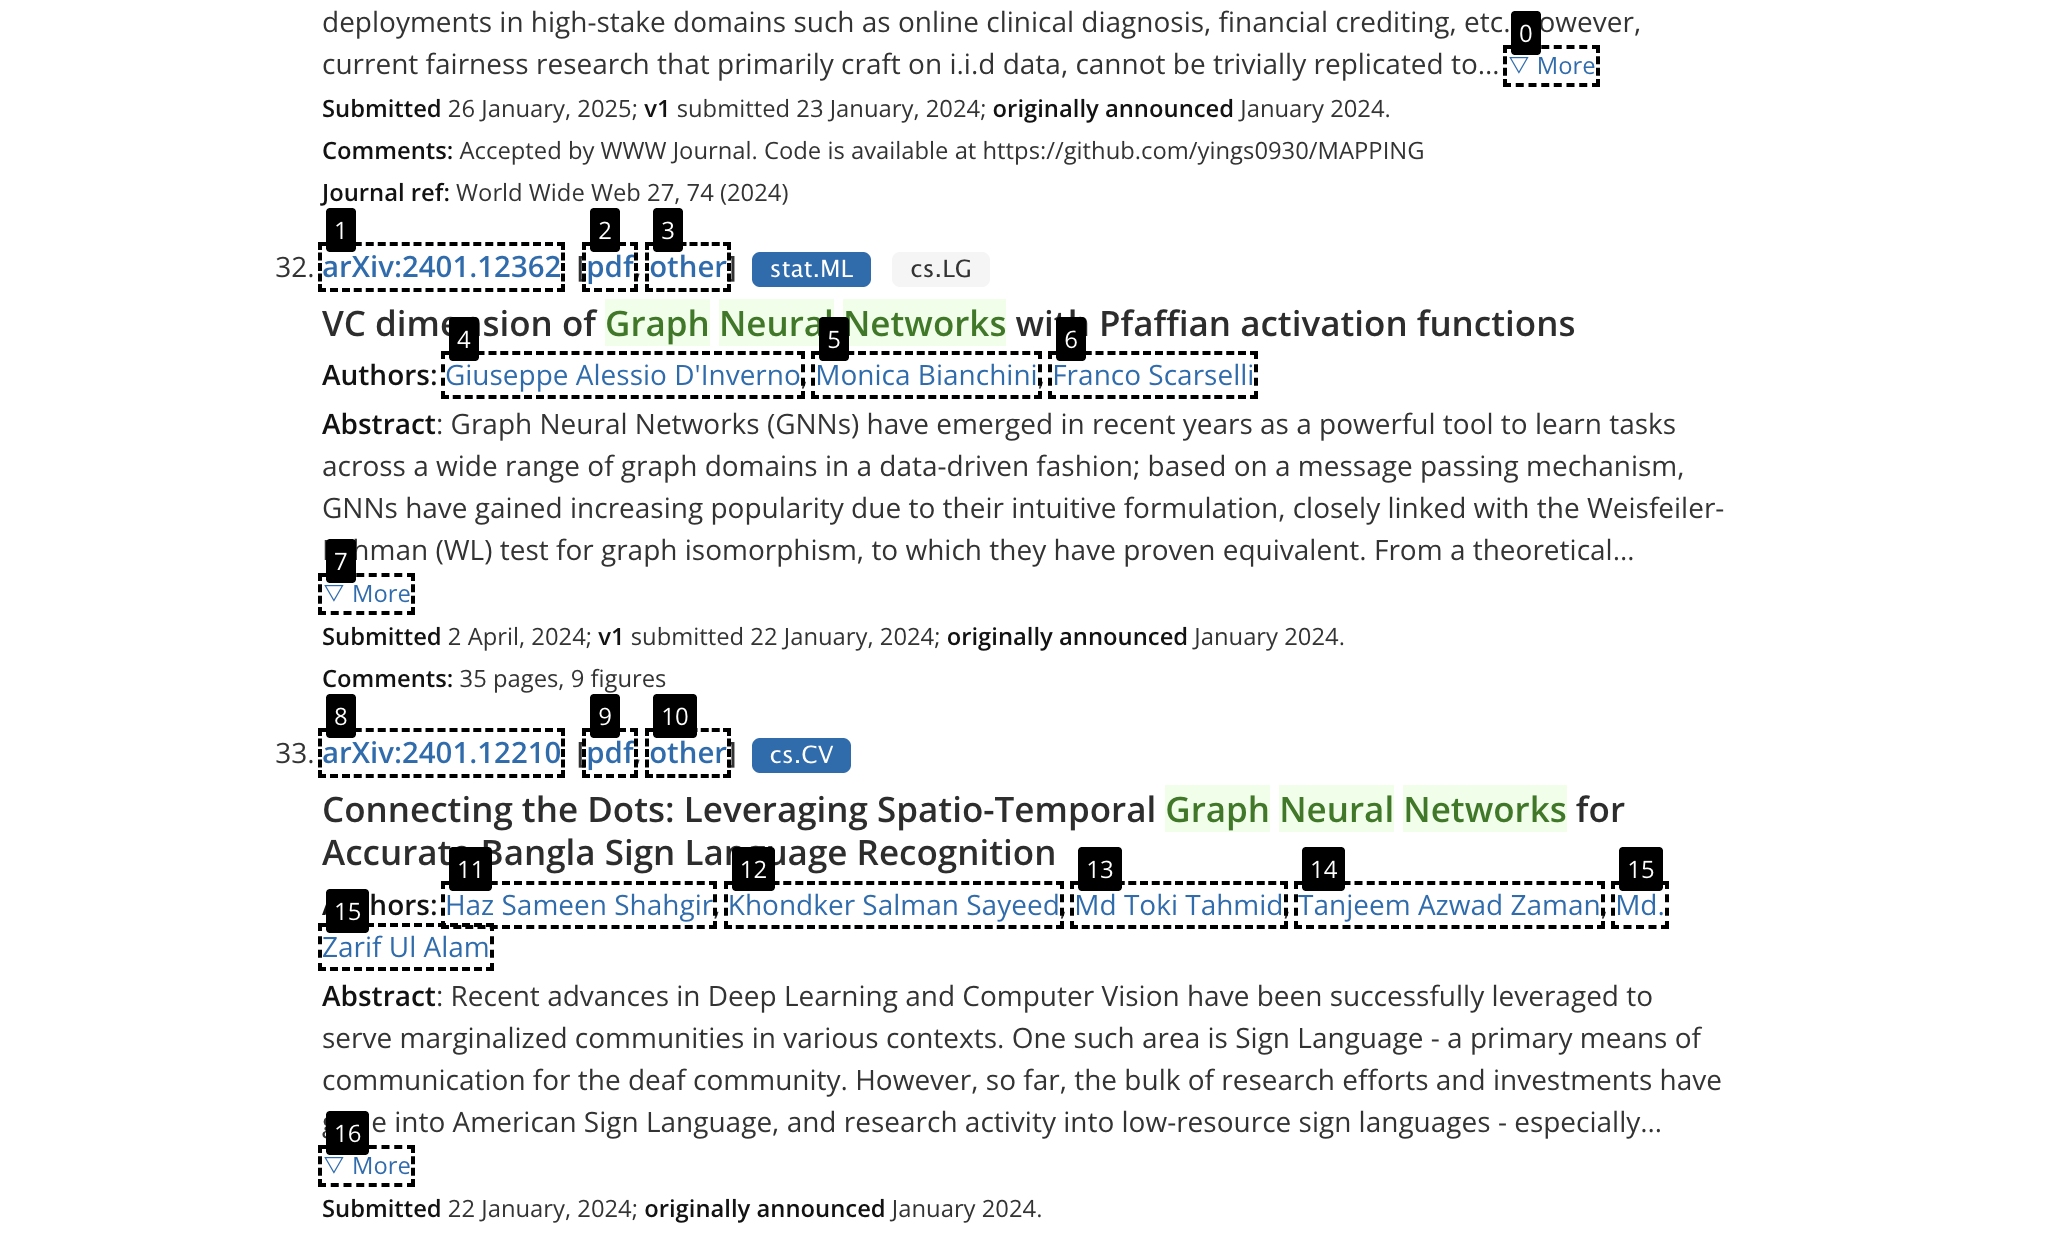 deployments in high-stake domains such as online clinical diagnosis, financial crediting, etc. owever,
0
current fairness research that primarily craft on i.i.d data, cannot be trivially replicated to... ▽ More
Submitted 26 January, 2025; v1 submitted 23 January, 2024; originally announced January 2024.
Comments: Accepted by WWW Journal. Code is available at https://github.com/yings0930/MAPPING
Journal ref: World Wide Web 27, 74 (2024)
1 2 3
32. arXiv:2401.12362 [pdf, other] stat.ML cs.LG
VC dimension of Graph Neural Networks with Pfaffian activation functions
4 5 6
Authors: Giuseppe Alessio D'Inverno, Monica Bianchini, Franco Scarselli
Abstract: Graph Neural Networks (GNNs) have emerged in recent years as a powerful tool to learn tasks
across a wide range of graph domains in a data-driven fashion; based on a message passing mechanism,
GNNs have gained increasing popularity due to their intuitive formulation, closely linked with the Weisfeiler-
hman (WL) test for graph isomorphism, to which they have proven equivalent. From a theoretical...
7
▽ More
Submitted 2 April, 2024; v1 submitted 22 January, 2024; originally announced January 2024.
Comments: 35 pages, 9 figures
8 9 10
33. arXiv:2401.12210 [pdf, other] cs.CV
Connecting the Dots: Leveraging Spatio-Temporal Graph Neural Networks for
Accurate Bangla Sign Language Recognition
11 12 13 14 15
Authors: Haz Sameen Shahgir, Khondker Salman Sayeed, Md Toki Tahmid, Tanjeem Azwad Zaman, Md.
15
Zarif Ul Alam
Abstract: Recent advances in Deep Learning and Computer Vision have been successfully leveraged to
serve marginalized communities in various contexts. One such area is Sign Language - a primary means of
communication for the deaf community. However, so far, the bulk of research efforts and investments have
into American Sign Language, and research activity into low-resource sign languages - especially...
16
▽ More
Submitted 22 January, 2024; originally announced January 2024.